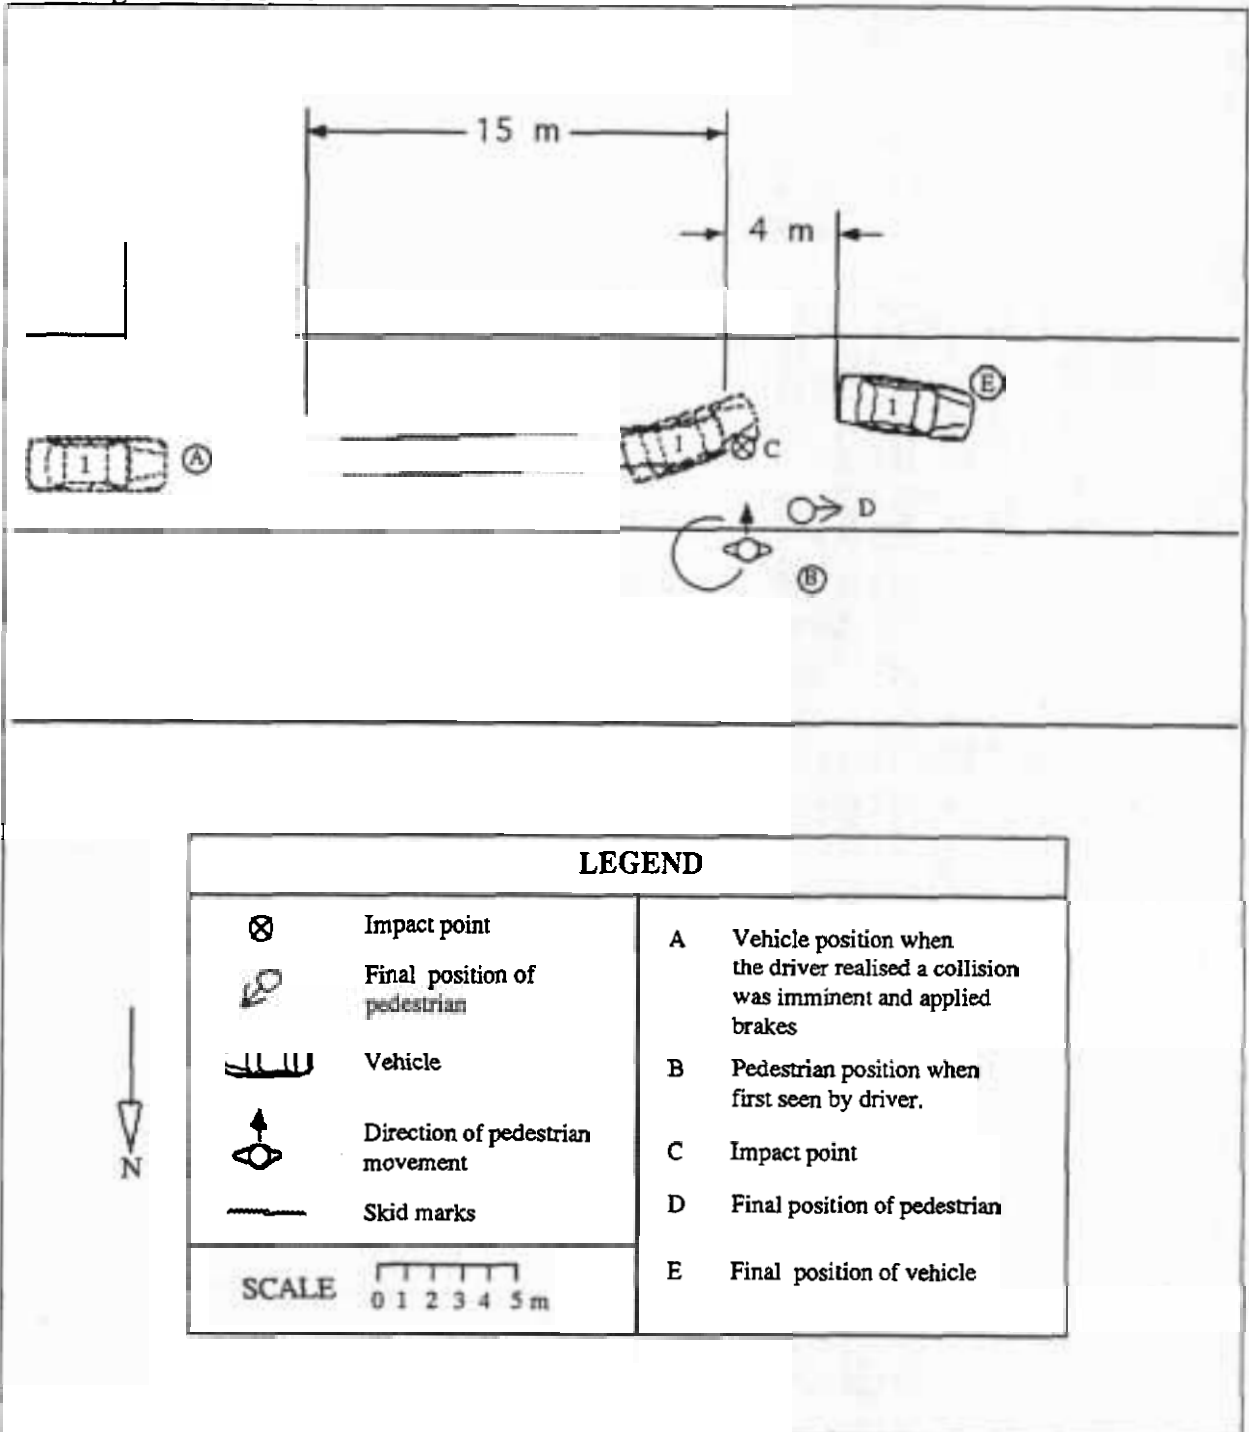 15 m
4 m
E
1
1
1
A
C
D
B
LEGEND
Impact point
Final position of
pedestrian
Vehicle
Direction of pedestrian
movement
Skid marks
SCALE
0 1 2 3 4 5 m
A Vehicle position when
the driver realised a collision
was imminent and applied
brakes
B Pedestrian position when
first seen by driver.
C Impact point
D Final position of pedestrian
E Final position of vehicle
N